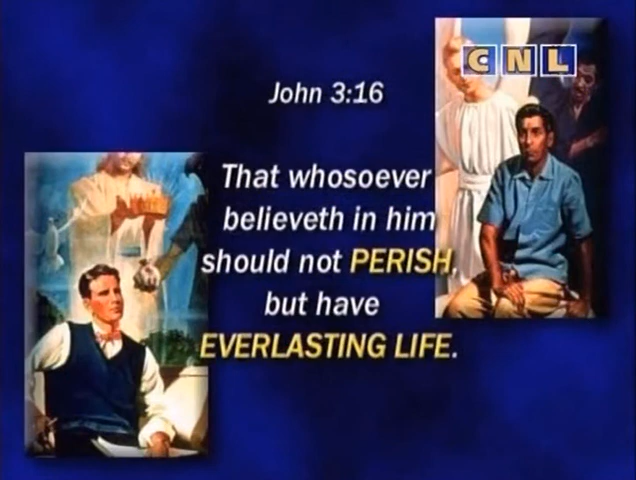 CNL
John 3:16
That whosoever
believeth in him
should not PERISH,
but have
EVERLASTING LIFE.